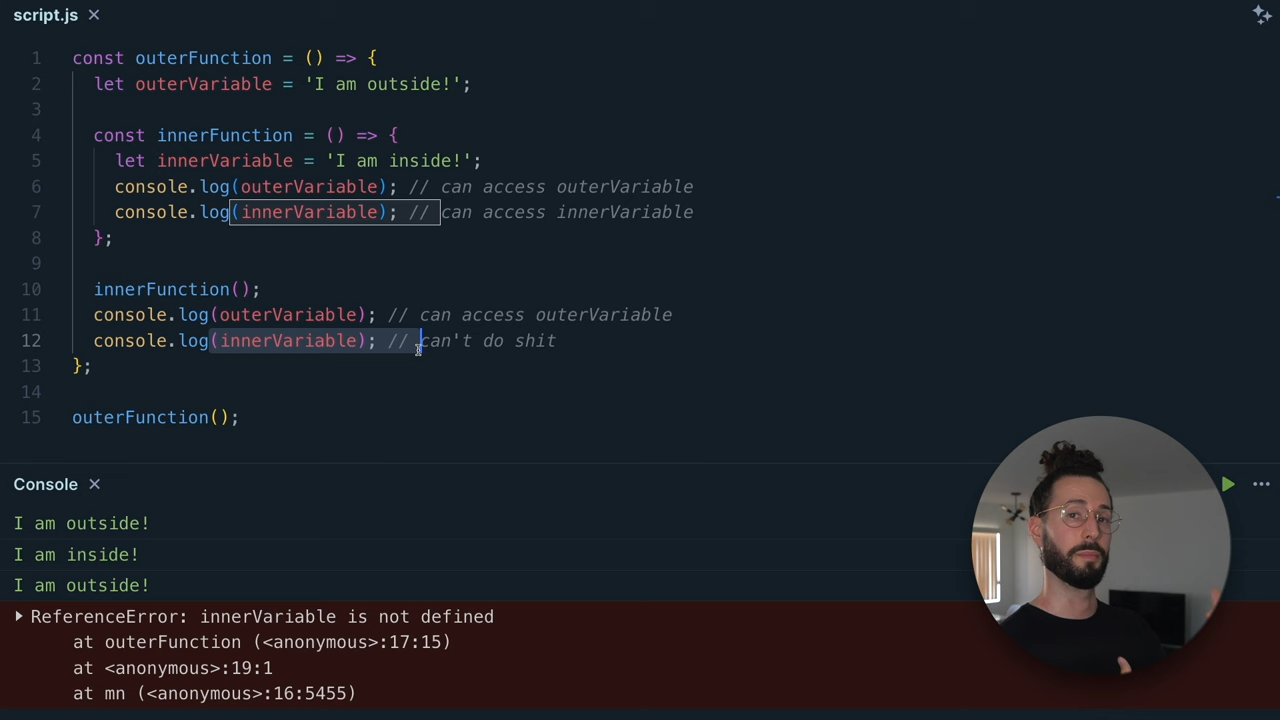 script.js ×
1 const outerFunction = () => {
2 let outerVariable = 'I am outside!';
3
4 const innerFunction = () => {
5 let innerVariable = 'I am inside!';
6 console.log(outerVariable); // can access outerVariable
7 console.log(innerVariable); // can access innerVariable
8 };
9
10 innerFunction();
11 console.log(outerVariable); // can access outerVariable
12 console.log(innerVariable); // can't do shit
13 };
14
15 outerFunction();
Console ×
I am outside!
I am inside!
I am outside!
ReferenceError: innerVariable is not defined
at outerFunction (<anonymous>:17:15)
at <anonymous>:19:1
at mn (<anonymous>:16:5455)